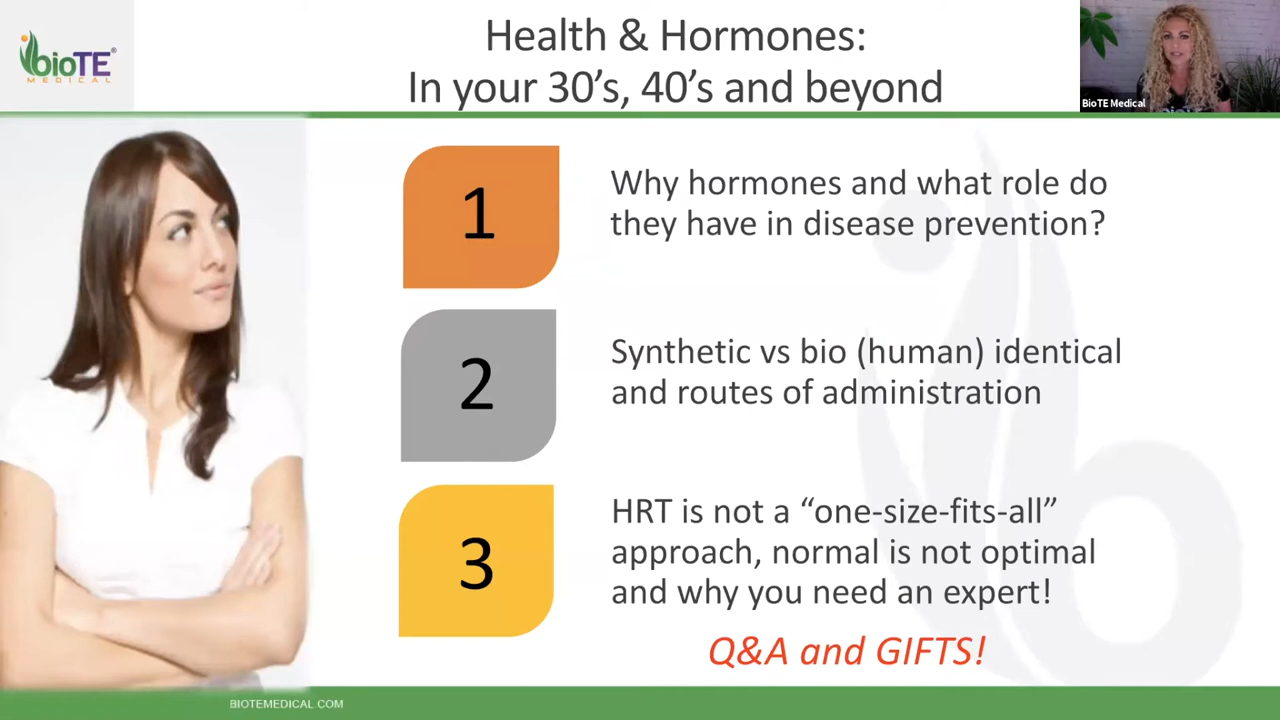 bioTE®
MEDICAL
Health & Hormones:
In your 30’s, 40’s and beyond
BioTE Medical
1
Why hormones and what role do
they have in disease prevention?
2
Synthetic vs bio (human) identical
and routes of administration
3
HRT is not a “one-size-fits-all”
approach, normal is not optimal
and why you need an expert!
Q&A and GIFTS!
BIOTEMEDICAL.COM